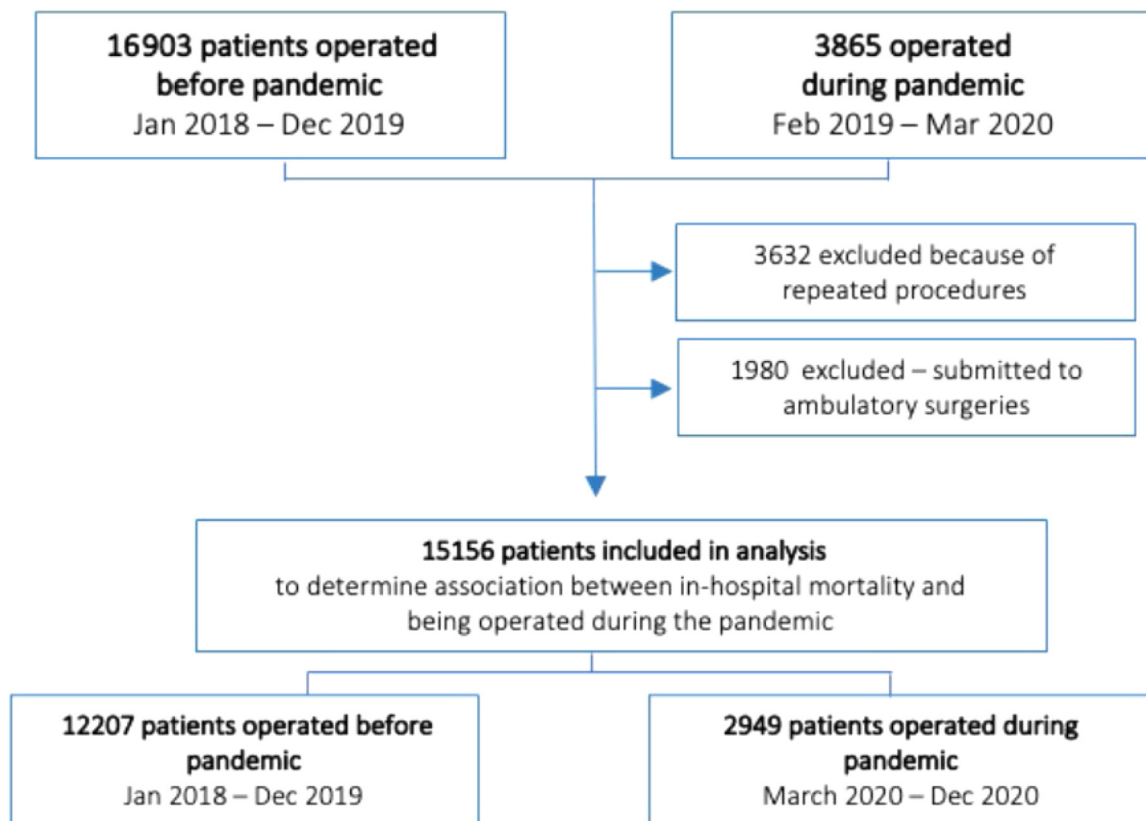 16903 patients operated
before pandemic
Jan 2018 – Dec 2019
3865 operated
during pandemic
Feb 2019 – Mar 2020
3632 excluded because of
repeated procedures
1980 excluded – submitted to
ambulatory surgeries
15156 patients included in analysis
to determine association between in-hospital mortality and
being operated during the pandemic
12207 patients operated before
pandemic
Jan 2018 – Dec 2019
2949 patients operated during
pandemic
March 2020 – Dec 2020